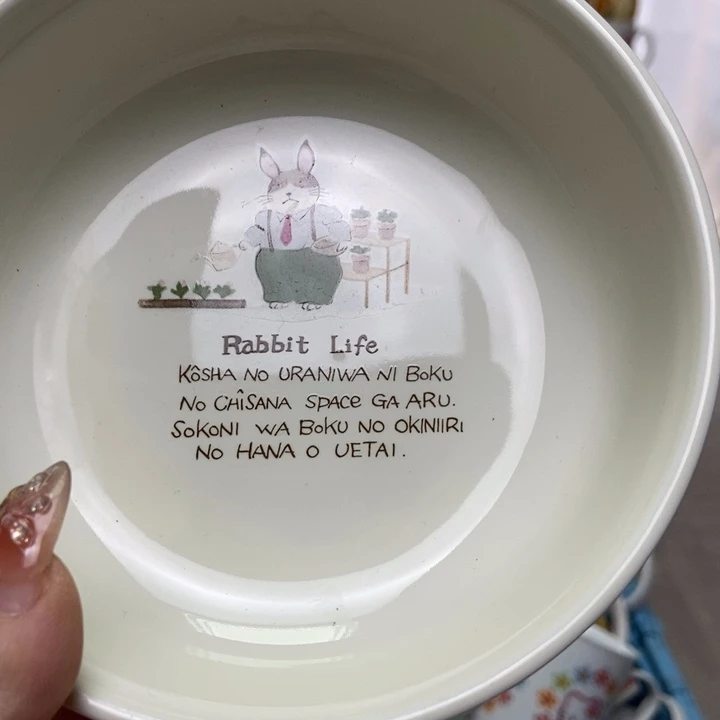 Rabbit Life
KÔSHA NO URANIWA NI BOKU
NO CHÎSANA SPACE GA ARU.
SOKONI WA BOKU NO OKINIIRI
NO HANA O UETAI.